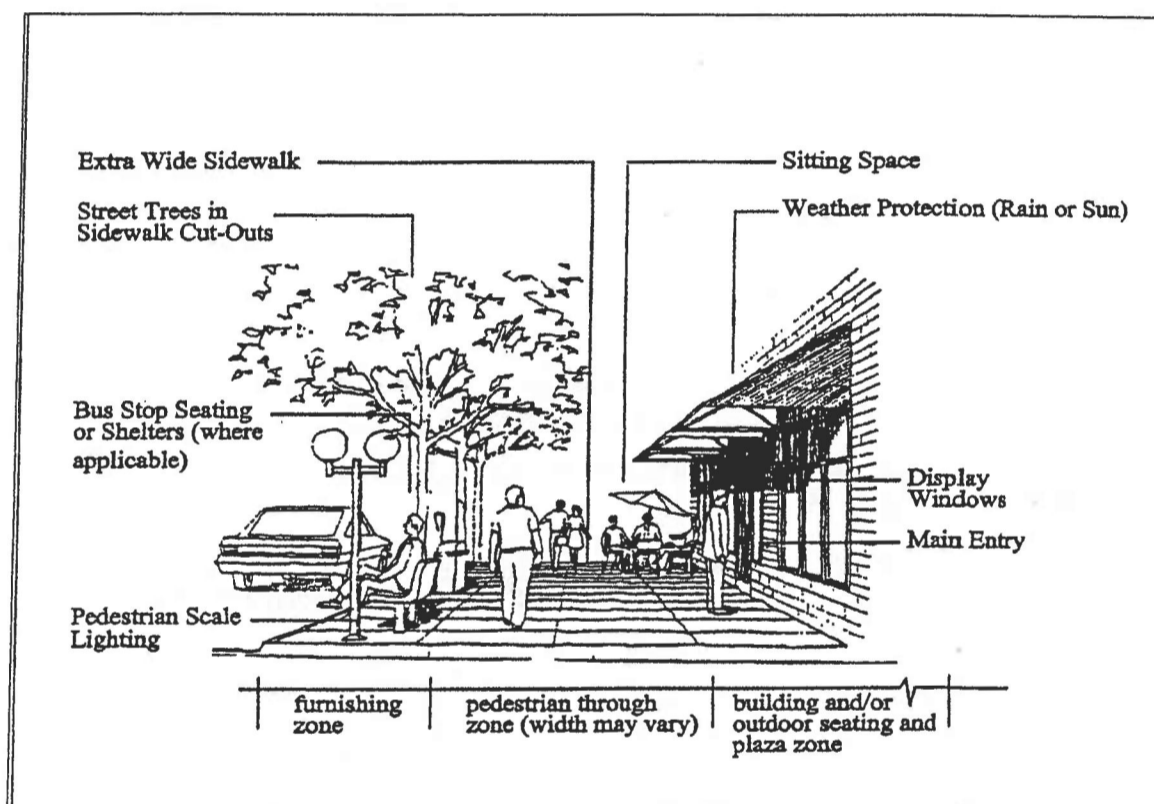 Extra Wide Sidewalk
Sitting Space
Street Trees in
Sidewalk Cut-Outs
Weather Protection (Rain or Sun)
Bus Stop Seating
or Shelters (where
applicable)
Display
Windows
Main Entry
Pedestrian Scale
Lighting
furnishing
zone
pedestrian through
zone (width may vary)
building and/or
outdoor seating and
plaza zone